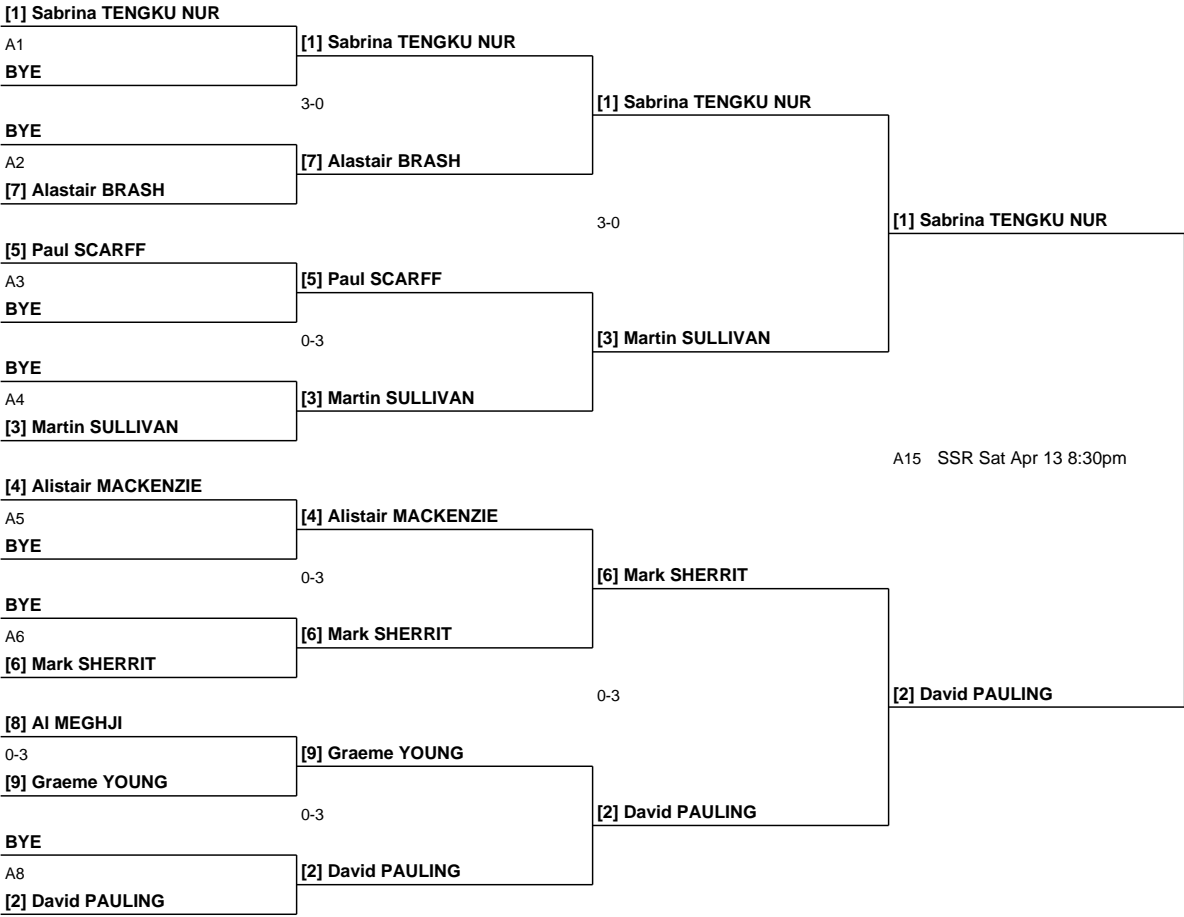 [1] Sabrina TENGKU NUR
A1
[1] Sabrina TENGKU NUR
BYE
3-0
[1] Sabrina TENGKU NUR
BYE
A2
[7] Alastair BRASH
[7] Alastair BRASH
3-0
[1] Sabrina TENGKU NUR
[5] Paul SCARFF
A3
[5] Paul SCARFF
BYE
0-3
[3] Martin SULLIVAN
BYE
A4
[3] Martin SULLIVAN
[3] Martin SULLIVAN
A15 SSR Sat Apr 13 8:30pm
[4] Alistair MACKENZIE
A5
[4] Alistair MACKENZIE
BYE
0-3
[6] Mark SHERRIT
BYE
A6
[6] Mark SHERRIT
[6] Mark SHERRIT
0-3
[2] David PAULING
[8] Al MEGHJI
0-3
[9] Graeme YOUNG
[9] Graeme YOUNG
0-3
[2] David PAULING
BYE
A8
[2] David PAULING
[2] David PAULING